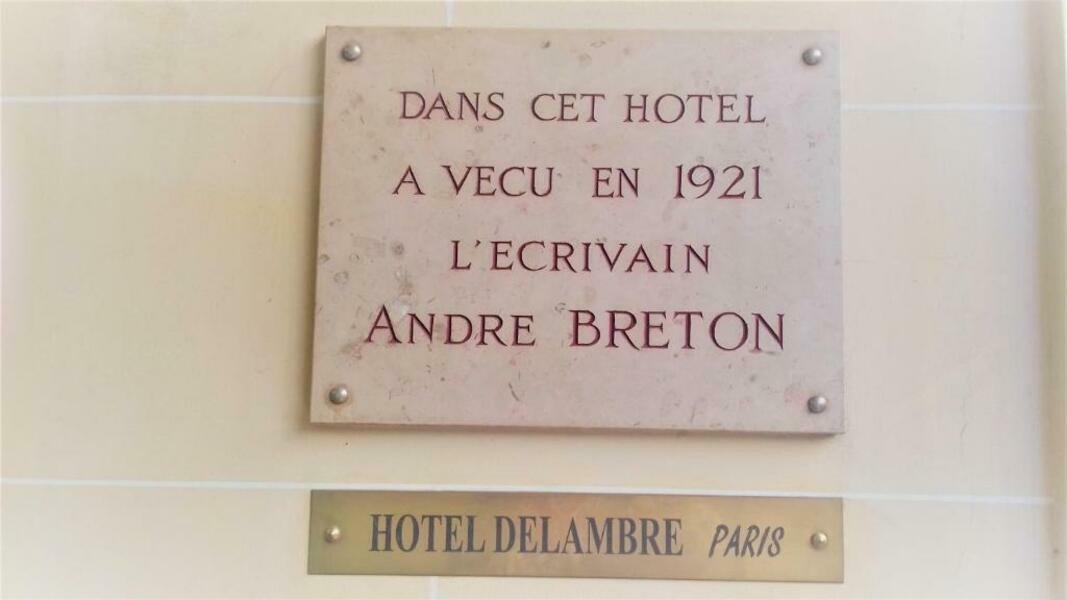 DANS CET HOTEL
A VECU EN 1921
L'ECRIVAIN
ANDRE BRETON
HOTEL DELAMBRE PARIS